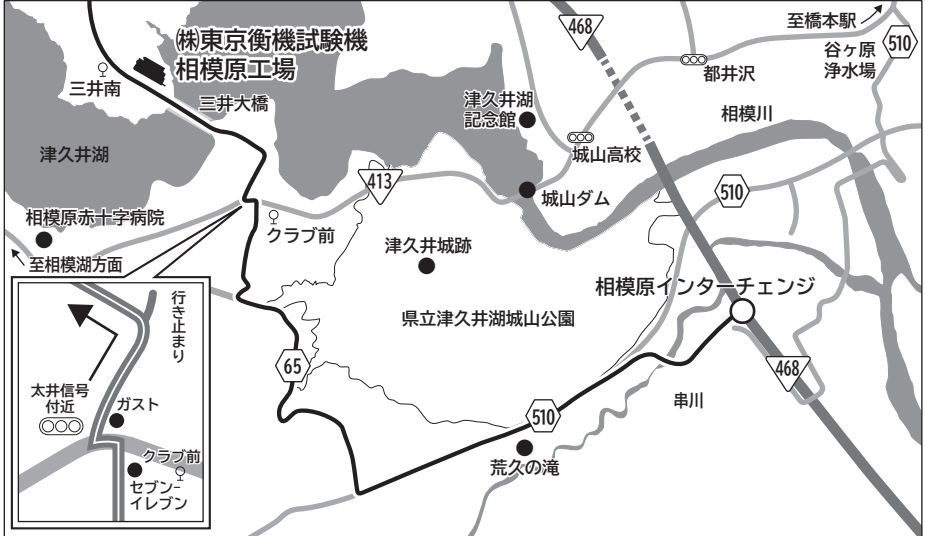 468
至橋本駅
510
谷ヶ原
浄水場
㈱東京衡機試験機
相模原工場
都井沢
三井南
三井大橋
津久井湖
記念館
相模川
城山高校
津久井湖
413
510
城山ダム
相模原赤十字病院
クラブ前
津久井城跡
至相模湖方面
相模原インターチェンジ
県立津久井湖城山公園
行き止まり
65
468
太井信号
付近
ガスト
串川
510
クラブ前
荒久の滝
セブン-
イレブン